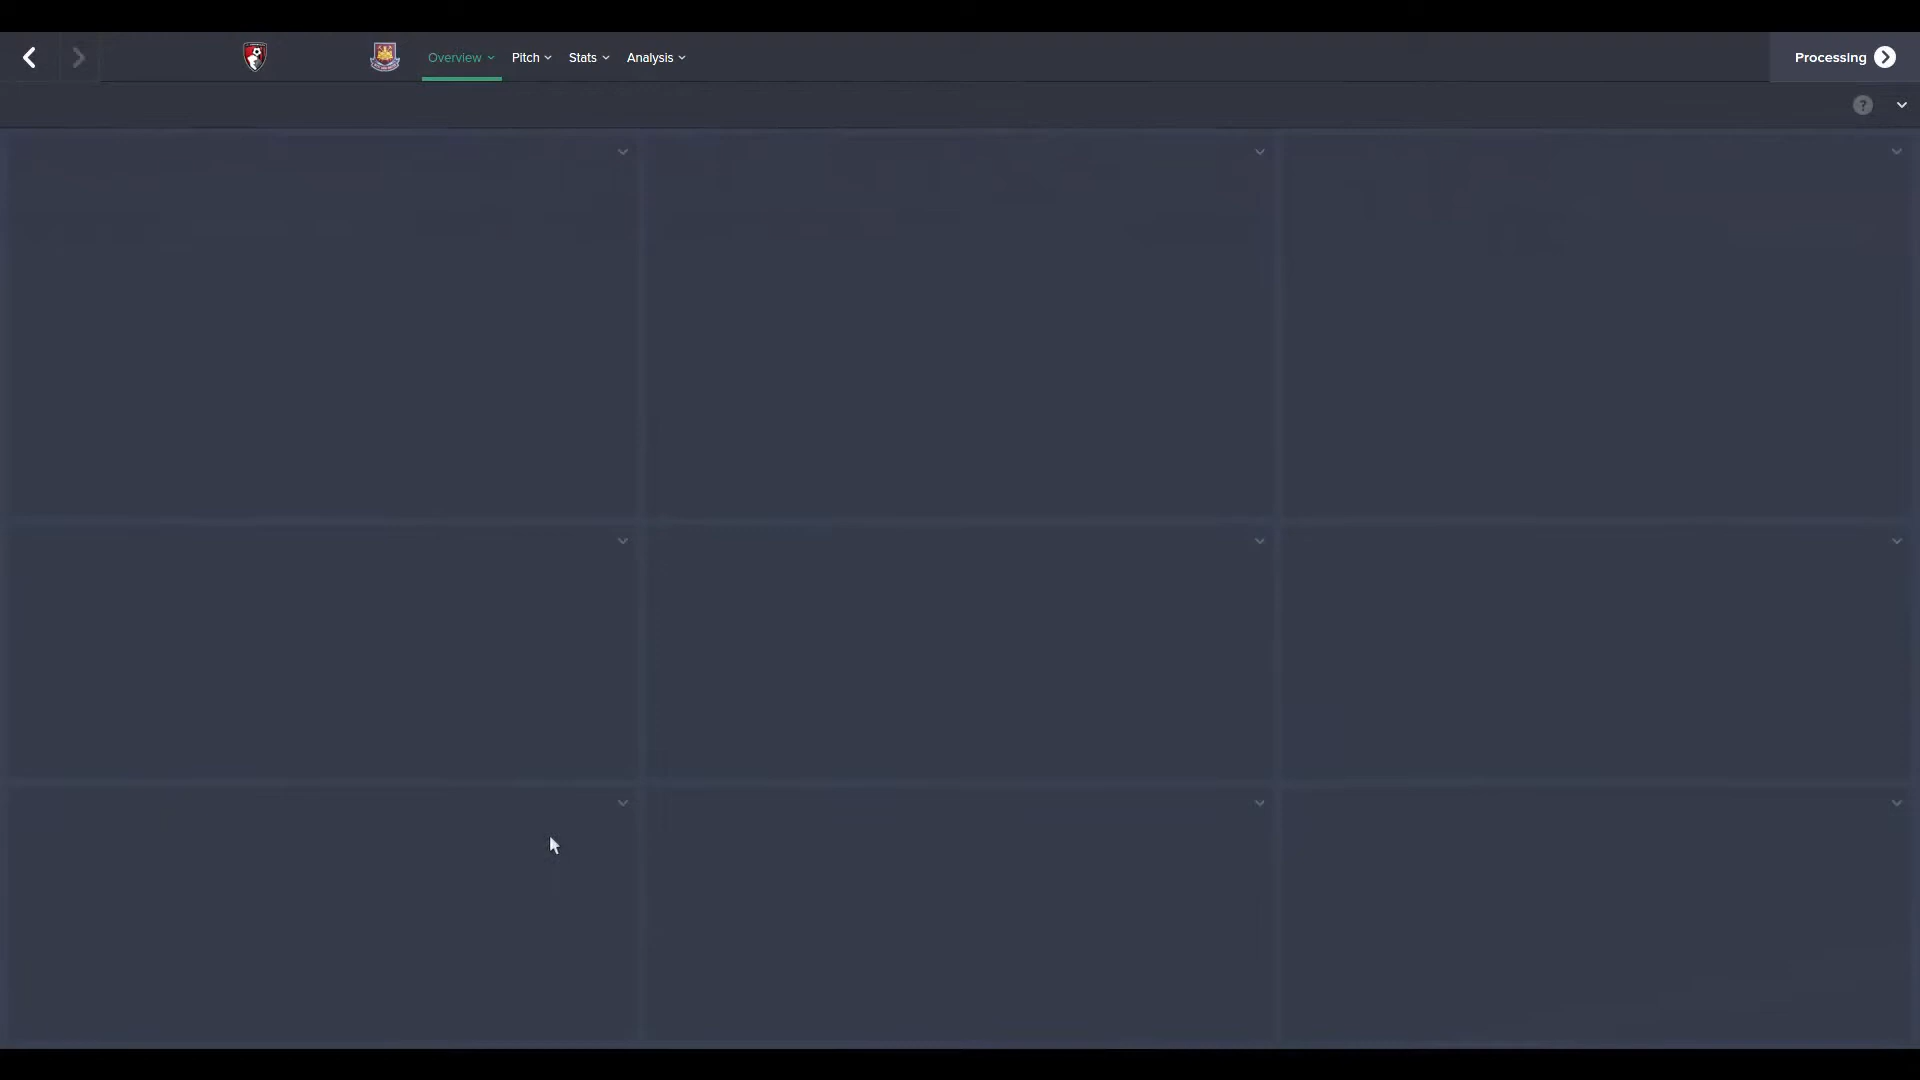 Overview
Pitch
Stats
Analysis
Processing
?